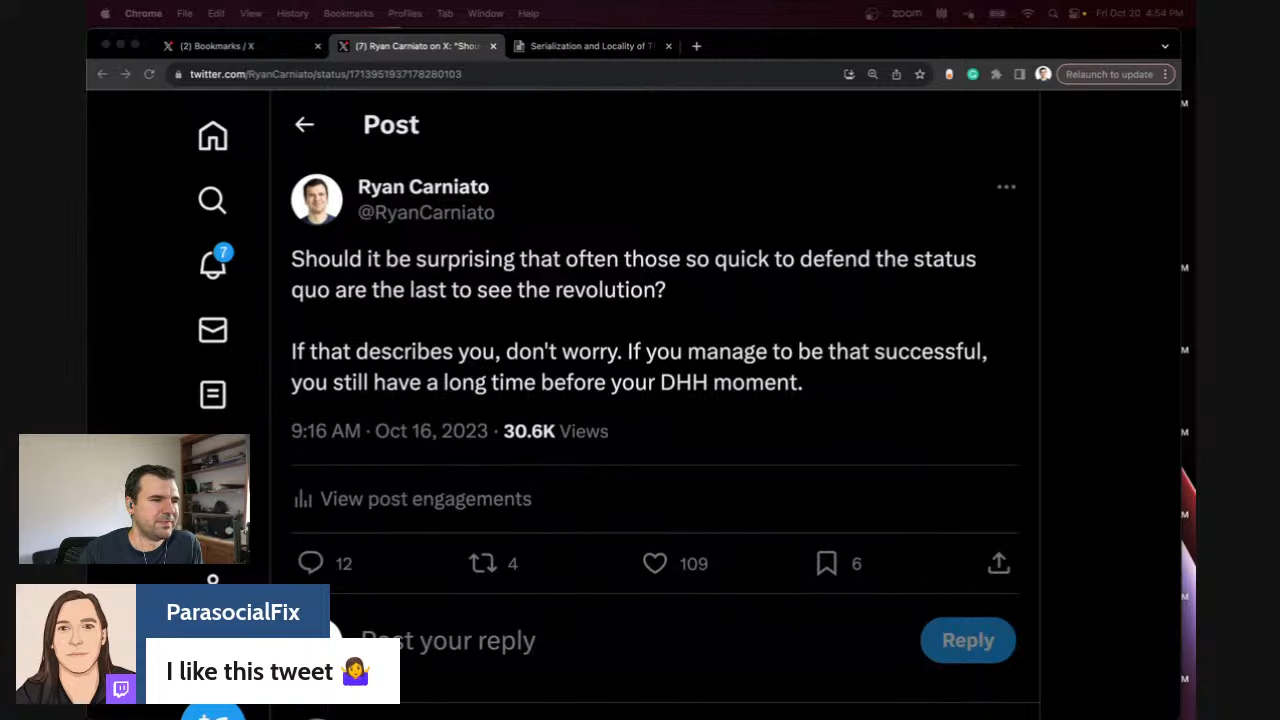 Chrome File Edit View History Bookmarks Profiles Tab Window Help zoom Fri Oct 20 4:54 PM
(2) Bookmarks / X (7) Ryan Carniato on X: "Shou Serialization and Locality of T
twitter.com/RyanCarniato/status/1713951937178280103 Relaunch to update
Post
Ryan Carniato
@RyanCarniato
7
Should it be surprising that often those so quick to defend the status
quo are the last to see the revolution?
If that describes you, don't worry. If you manage to be that successful,
you still have a long time before your DHH moment.
9:16 AM · Oct 16, 2023 · 30.6K Views
View post engagements
12 4 109 6
ParasocialFix
Post your reply
Reply
I like this tweet 🤷‍♀️